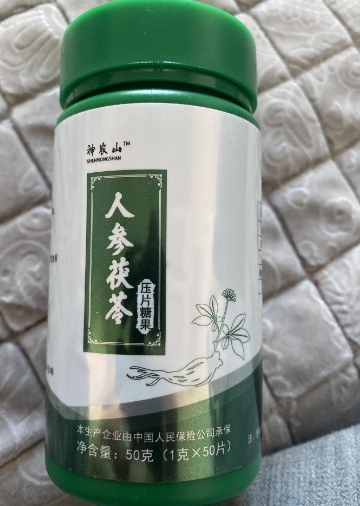 神农山™
SHENNONGSHAN
人参茯苓
压片糖果
本生产企业由中国人民保险公司承保
净含量：50克（1克×50片）